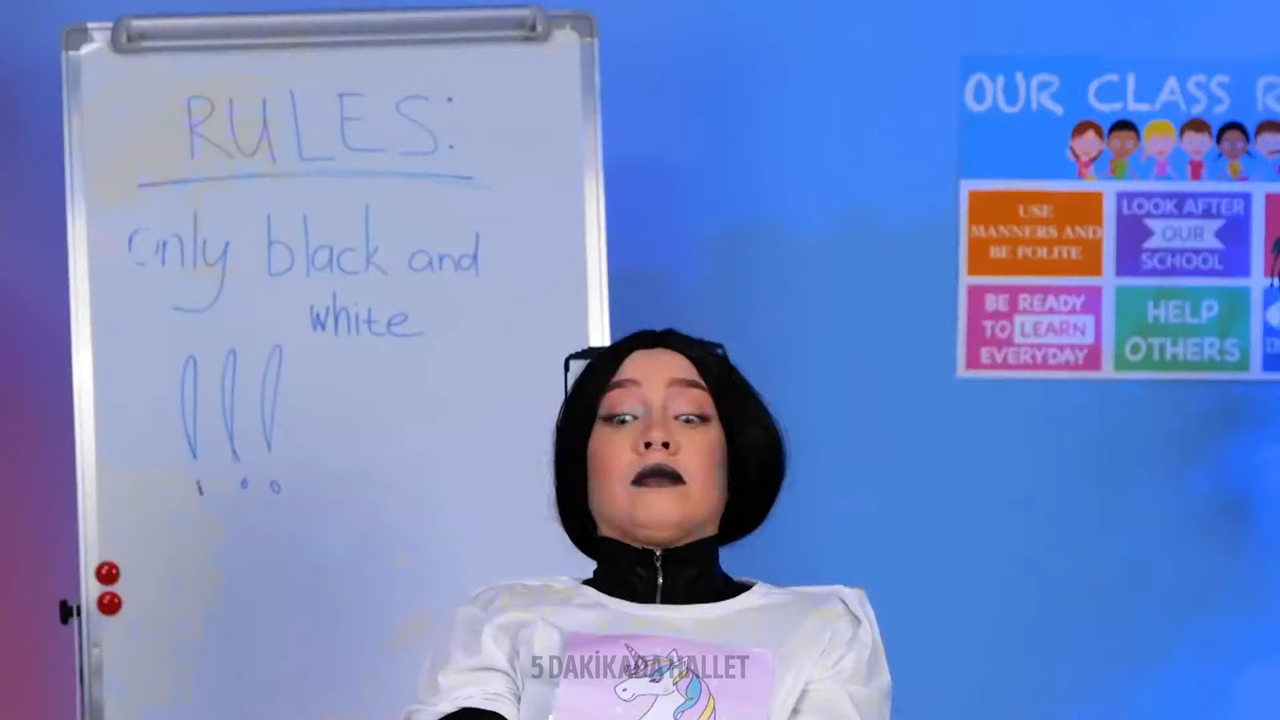 RULES:
Only black and
white
!!!
OUR CLASS R
USE
MANNERS AND
BE POLITE
LOOK AFTER
OUR
SCHOOL
BE READY
TO LEARN
EVERYDAY
HELP
OTHERS
5 DAKİKADA HALLET